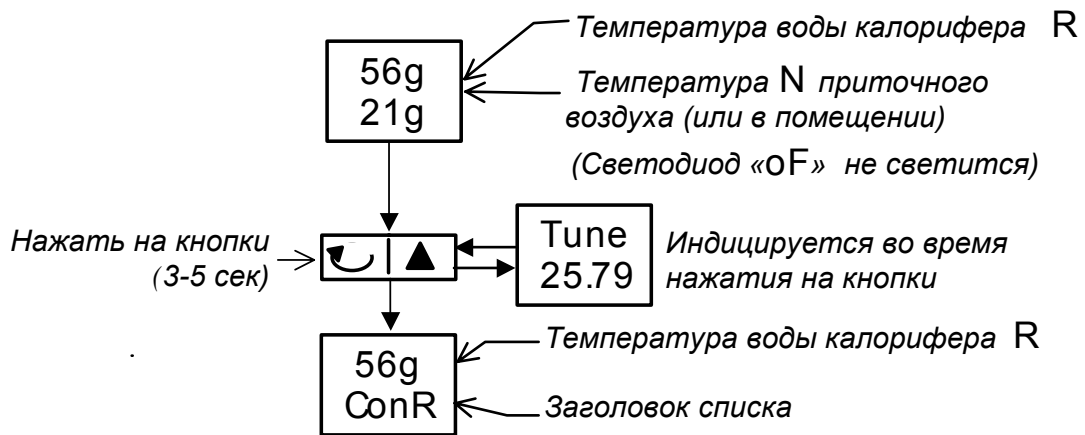 Температура воды калорифера R
56g
21g
Температура N приточного
воздуха (или в помещении)
(Светодиод «oF» не светится)
Нажать на кнопки
(3-5 сек)
Tune
25.79
Индицируется во время
нажатия на кнопки
Температура воды калорифера R
56g
ConR
Заголовок списка